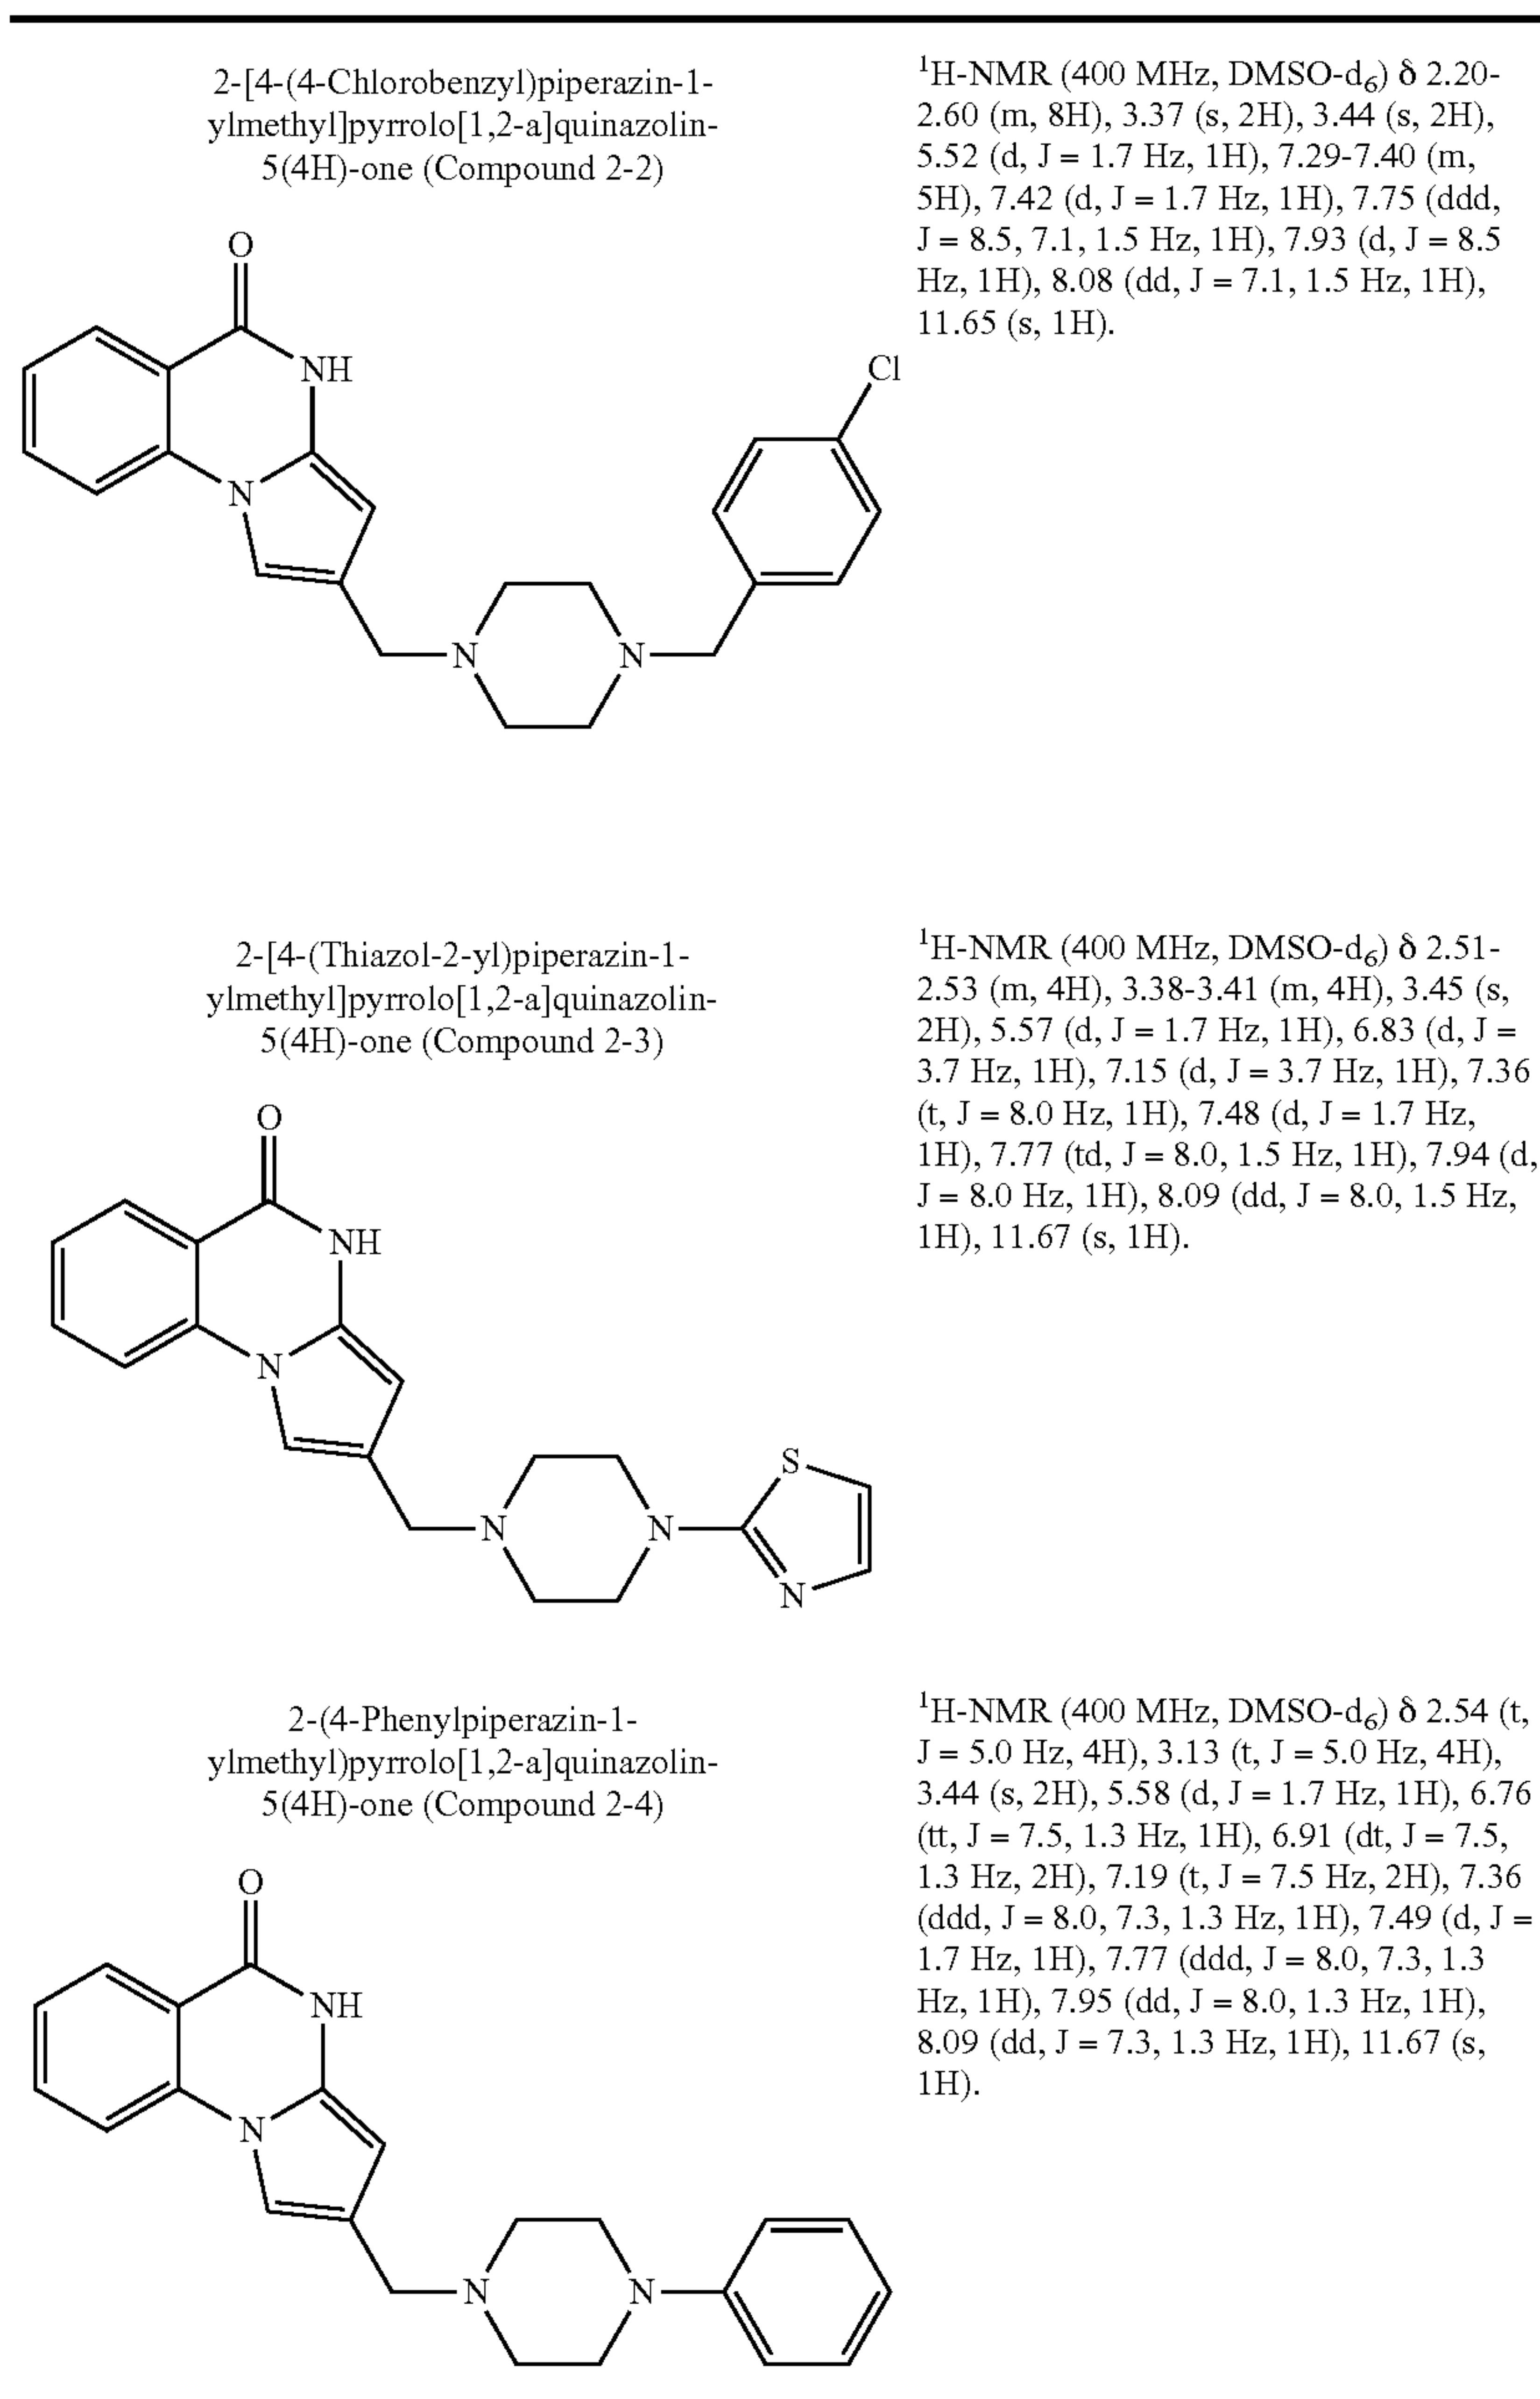 2-[4-(4-Chlorobenzyl)piperazin-1-
ylmethyl]pyrrolo[1,2-a]quinazolin-
5(4H)-one (Compound 2-2)
¹H-NMR (400 MHz, DMSO-d₆) δ 2.20-
2.60 (m, 8H), 3.37 (s, 2H), 3.44 (s, 2H),
5.52 (d, J = 1.7 Hz, 1H), 7.29-7.40 (m,
5H), 7.42 (d, J = 1.7 Hz, 1H), 7.75 (ddd,
J = 8.5, 7.1, 1.5 Hz, 1H), 7.93 (d, J = 8.5
Hz, 1H), 8.08 (dd, J = 7.1, 1.5 Hz, 1H),
11.65 (s, 1H).
O
NH
Cl
N
N
N
2-[4-(Thiazol-2-yl)piperazin-1-
ylmethyl]pyrrolo[1,2-a]quinazolin-
5(4H)-one (Compound 2-3)
¹H-NMR (400 MHz, DMSO-d₆) δ 2.51-
2.53 (m, 4H), 3.38-3.41 (m, 4H), 3.45 (s,
2H), 5.57 (d, J = 1.7 Hz, 1H), 6.83 (d, J =
3.7 Hz, 1H), 7.15 (d, J = 3.7 Hz, 1H), 7.36
(t, J = 8.0 Hz, 1H), 7.48 (d, J = 1.7 Hz,
1H), 7.77 (td, J = 8.0, 1.5 Hz, 1H), 7.94 (d,
J = 8.0 Hz, 1H), 8.09 (dd, J = 8.0, 1.5 Hz,
1H), 11.67 (s, 1H).
O
NH
N
S
N
N
N
2-(4-Phenylpiperazin-1-
ylmethyl)pyrrolo[1,2-a]quinazolin-
5(4H)-one (Compound 2-4)
¹H-NMR (400 MHz, DMSO-d₆) δ 2.54 (t,
J = 5.0 Hz, 4H), 3.13 (t, J = 5.0 Hz, 4H),
3.44 (s, 2H), 5.58 (d, J = 1.7 Hz, 1H), 6.76
(tt, J = 7.5, 1.3 Hz, 1H), 6.91 (dt, J = 7.5,
1.3 Hz, 2H), 7.19 (t, J = 7.5 Hz, 2H), 7.36
(ddd, J = 8.0, 7.3, 1.3 Hz, 1H), 7.49 (d, J =
1.7 Hz, 1H), 7.77 (ddd, J = 8.0, 7.3, 1.3
Hz, 1H), 7.95 (dd, J = 8.0, 1.3 Hz, 1H),
8.09 (dd, J = 7.3, 1.3 Hz, 1H), 11.67 (s,
1H).
O
NH
N
N
N